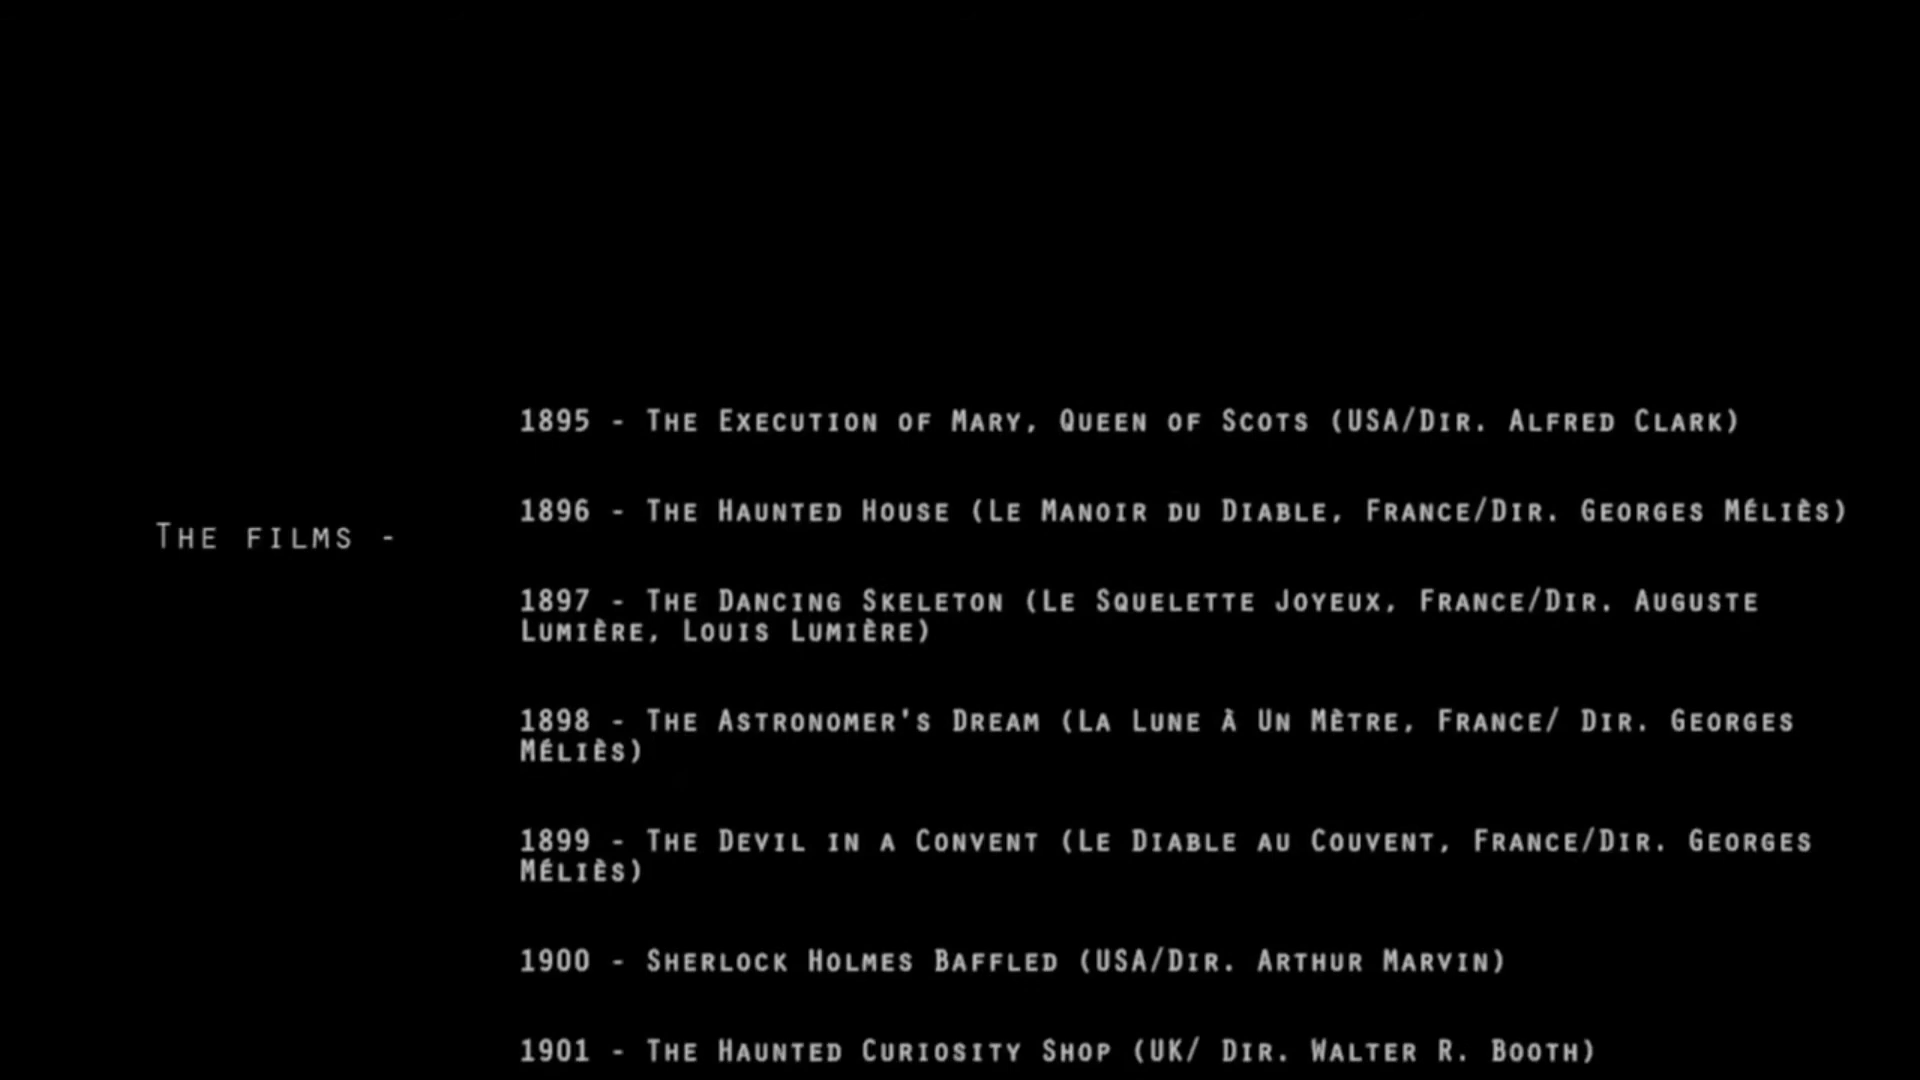 The films -
1895 - The Execution of Mary, Queen of Scots (USA/Dir. Alfred Clark)
1896 - The Haunted House (Le Manoir du Diable, France/Dir. Georges Méliès)
1897 - The Dancing Skeleton (Le Squelette Joyeux, France/Dir. Auguste
Lumière, Louis Lumière)
1898 - The Astronomer's Dream (La Lune à Un Mètre, France/ Dir. Georges
Méliès)
1899 - The Devil in a Convent (Le Diable au Couvent, France/Dir. Georges
Méliès)
1900 - Sherlock Holmes Baffled (USA/Dir. Arthur Marvin)
1901 - The Haunted Curiosity Shop (UK/ Dir. Walter R. Booth)